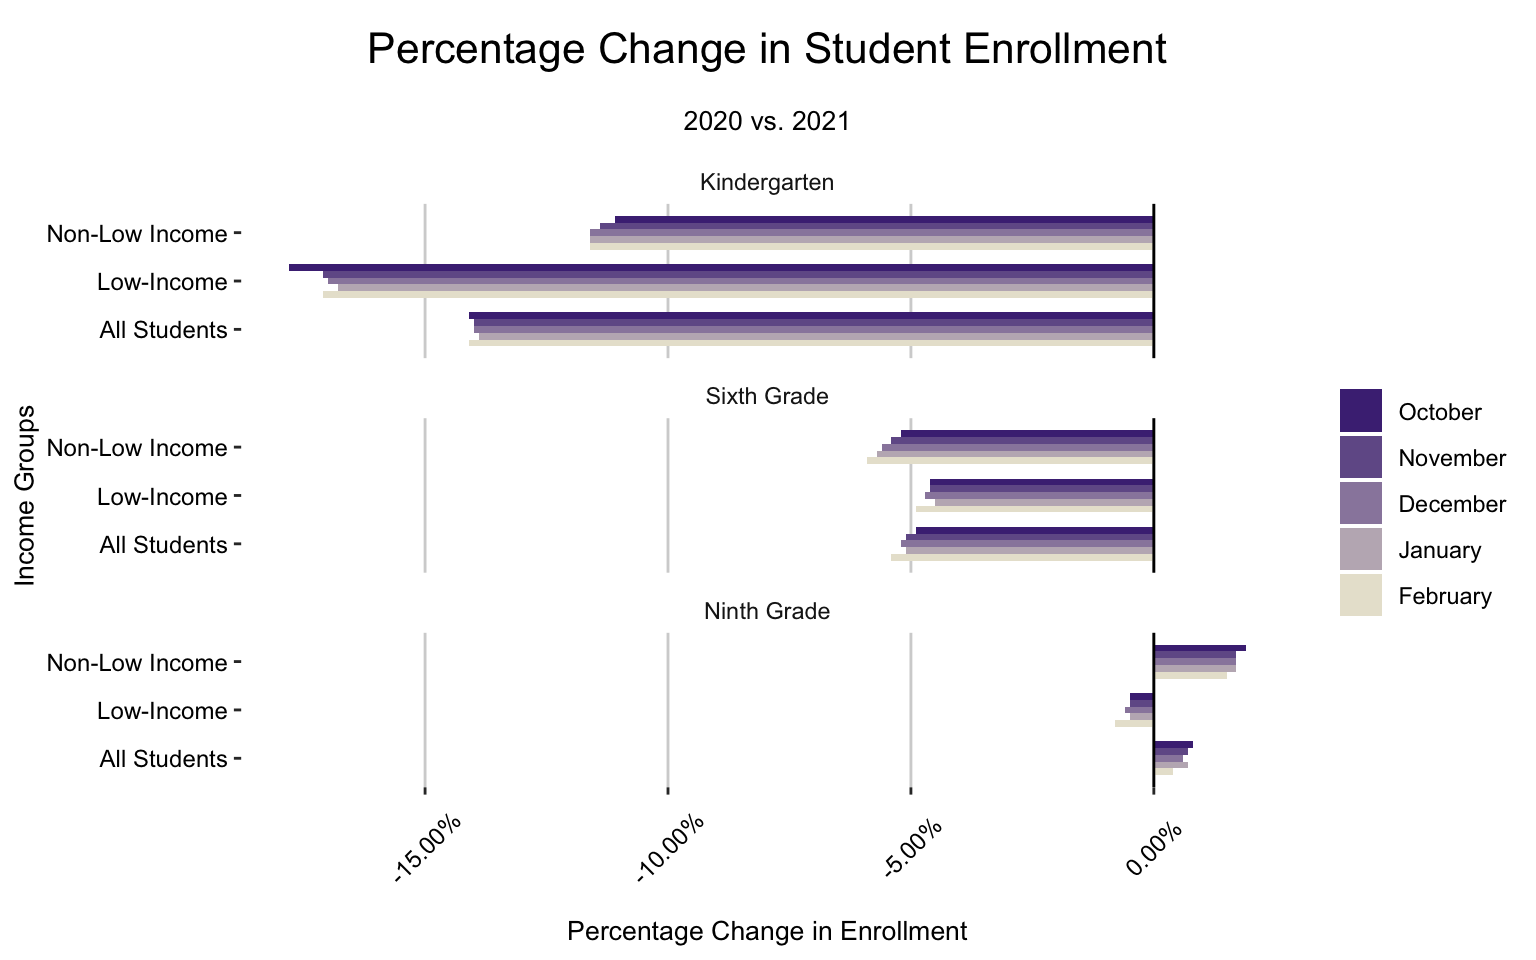 Percentage Change in Student Enrollment
2020 vs. 2021
Kindergarten
Non-Low Income
Low-Income
All Students
Sixth Grade
Non-Low Income
Low-Income
All Students
Ninth Grade
Non-Low Income
Low-Income
All Students
Income Groups
October
November
December
January
February
-15.00%
-10.00%
-5.00%
0.00%
Percentage Change in Enrollment